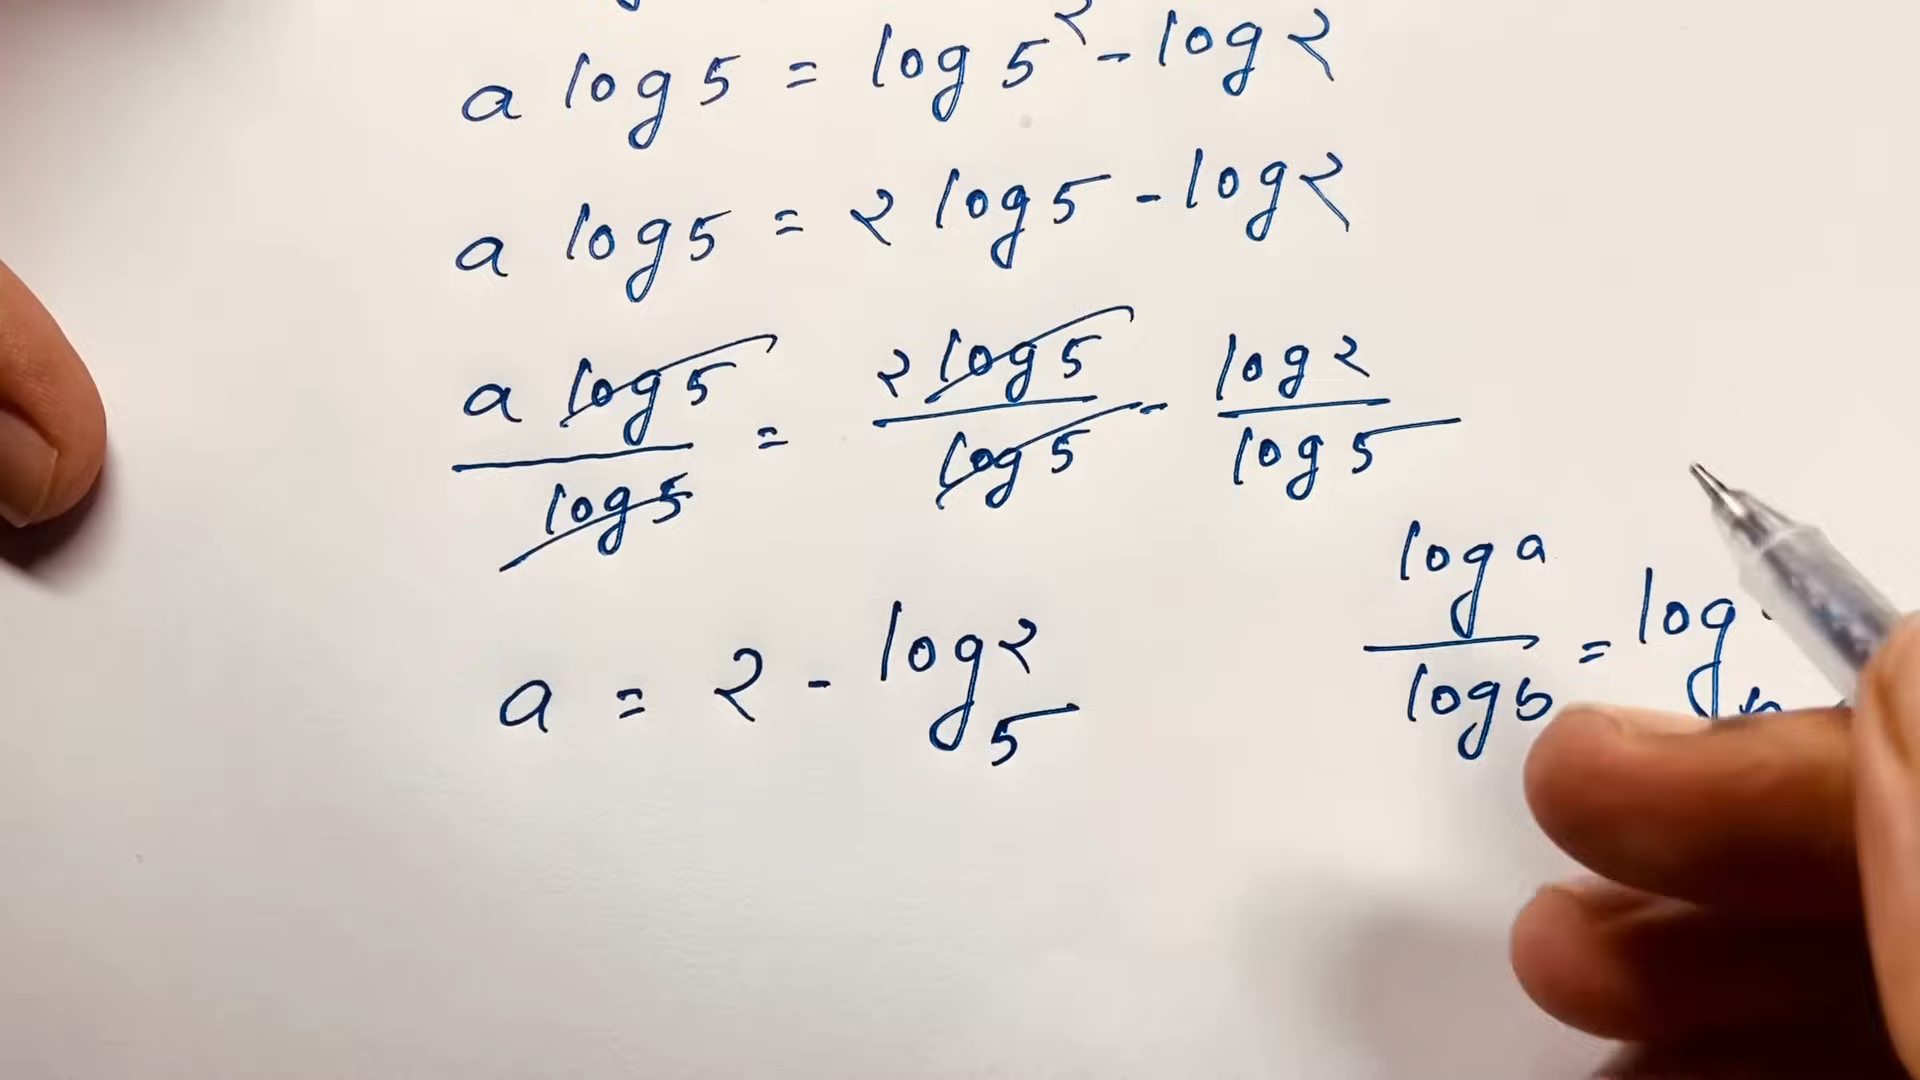 a log 5 = log 5² - log 2
a log 5 = 2 log 5 - log 2
a log 5 / log 5 = 2 log 5 / log 5 - log 2 / log 5
log a / log b = log
a = 2 - log₅ 2